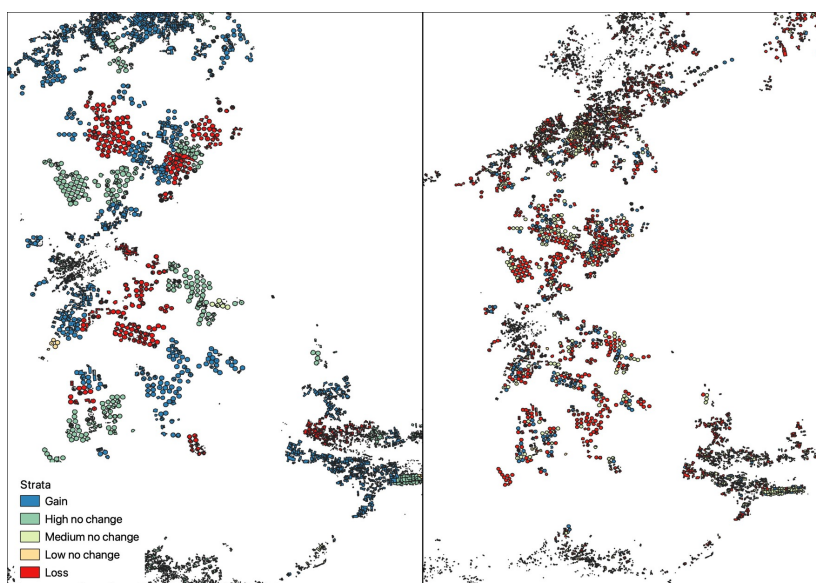 Strata
Gain
High no change
Medium no change
Low no change
Loss